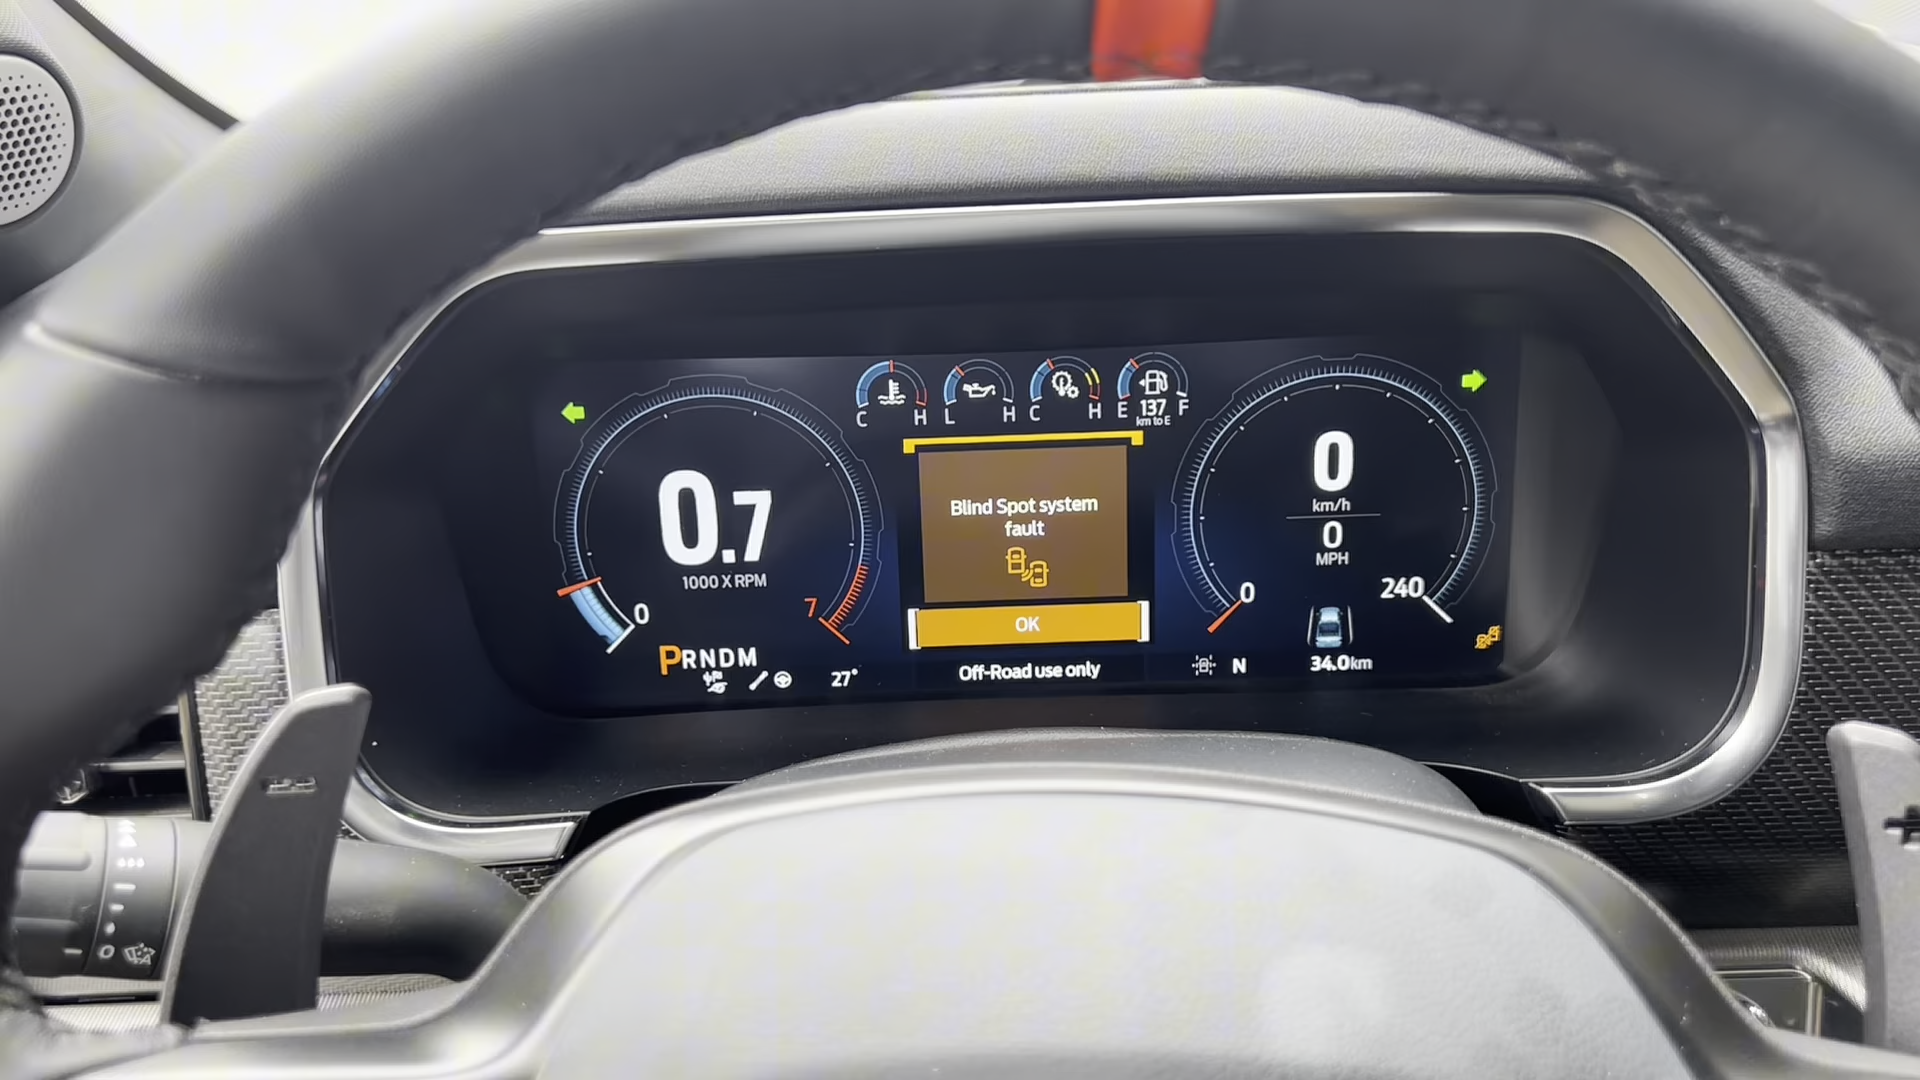 C H L H C H E 137 F
km to E
0.7
1000 X RPM
0
7
PRNDM
27°
Blind Spot system
fault
OK
Off-Road use only
0
km/h
0
MPH
0
240
N
34.0km
0
+